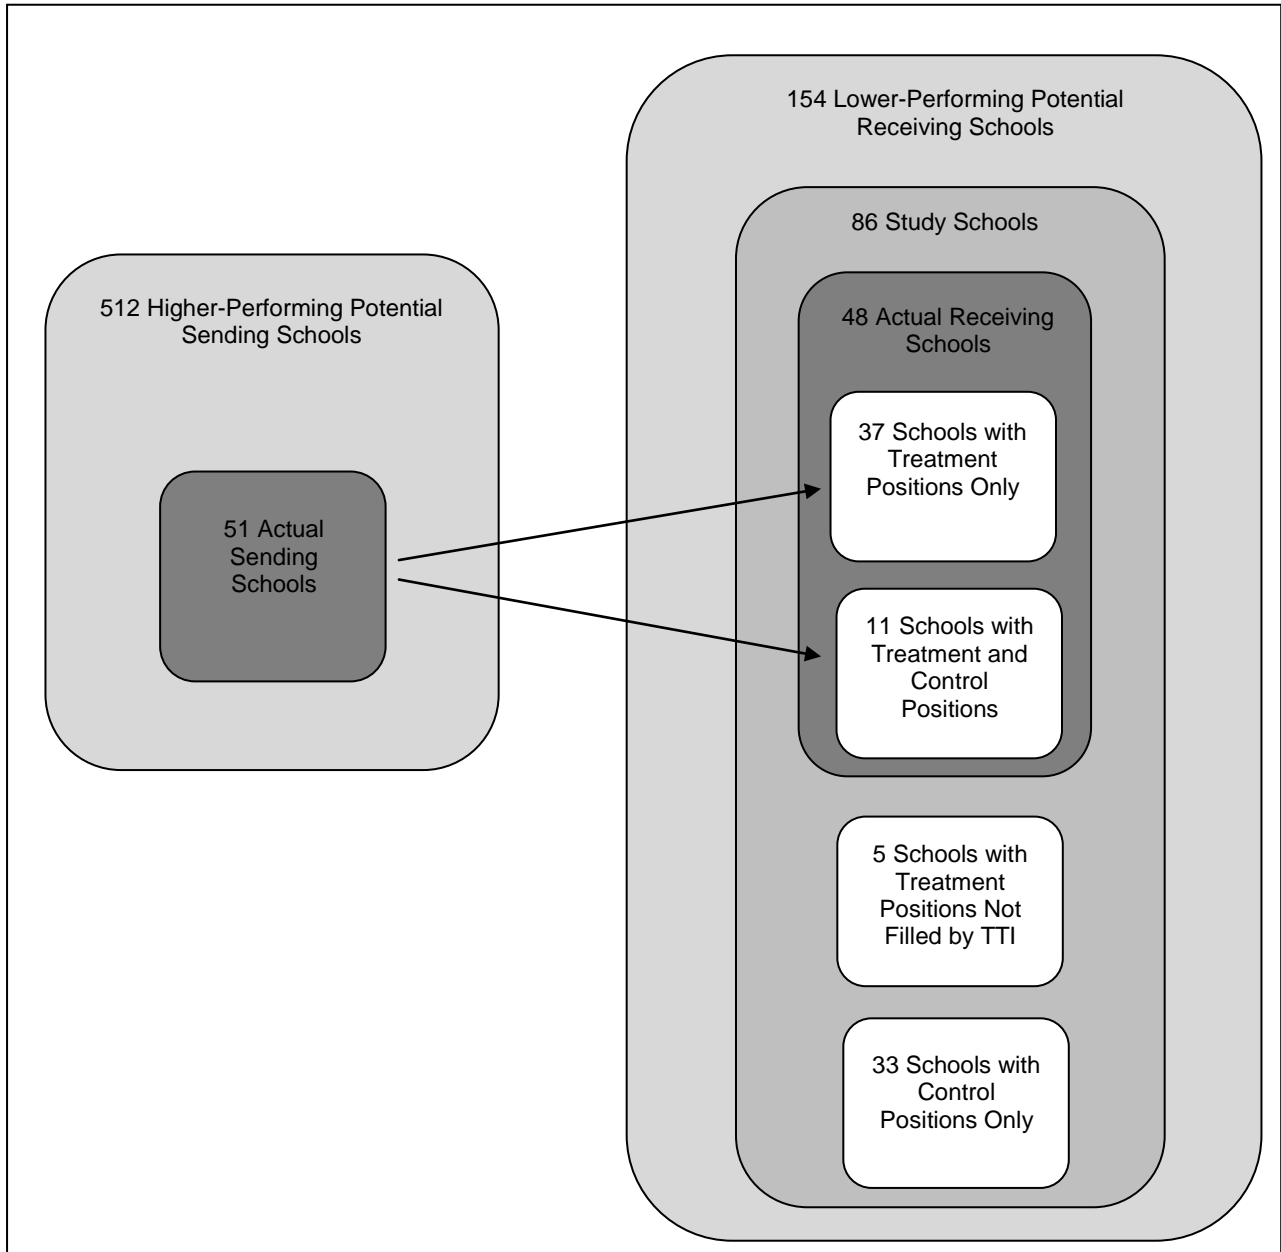 154 Lower-Performing Potential
Receiving Schools
86 Study Schools
512 Higher-Performing Potential
Sending Schools
48 Actual Receiving
Schools
37 Schools with
Treatment
Positions Only
51 Actual
Sending
Schools
11 Schools with
Treatment and
Control
Positions
5 Schools with
Treatment
Positions Not
Filled by TTI
33 Schools with
Control
Positions Only